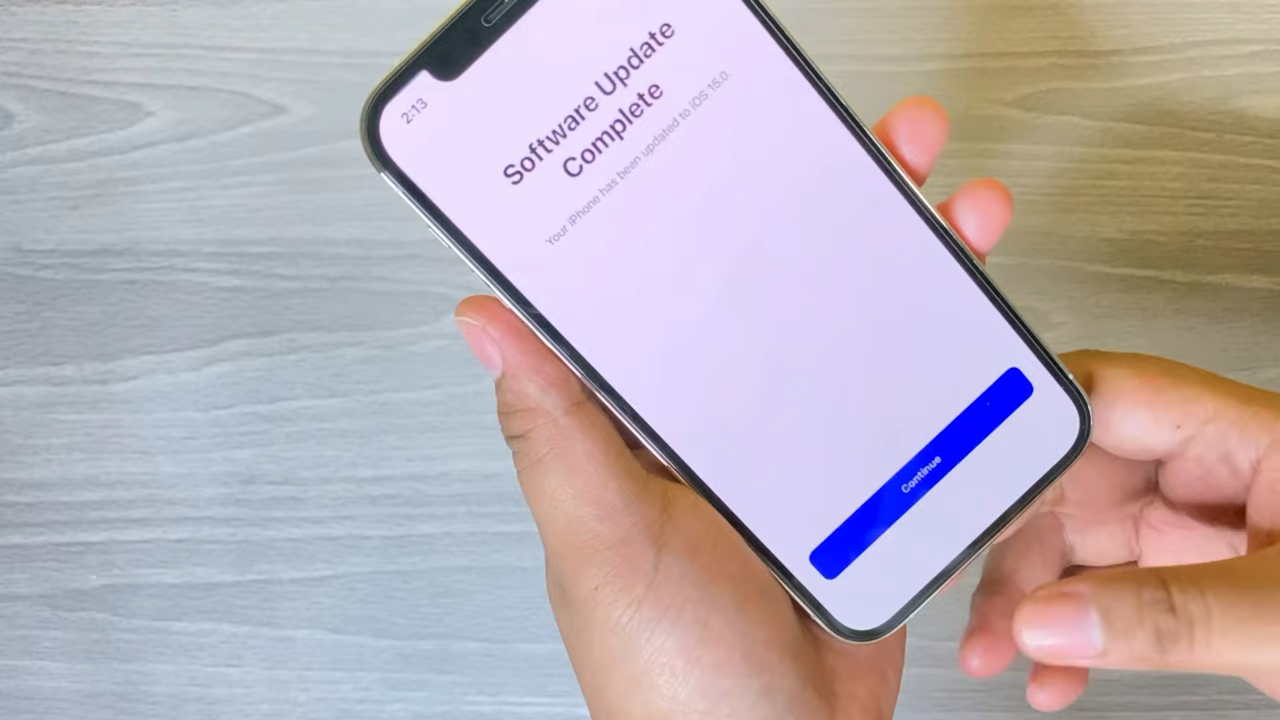 2:13
Software Update
Complete
Your iPhone has been updated to iOS 15.0.
Continue